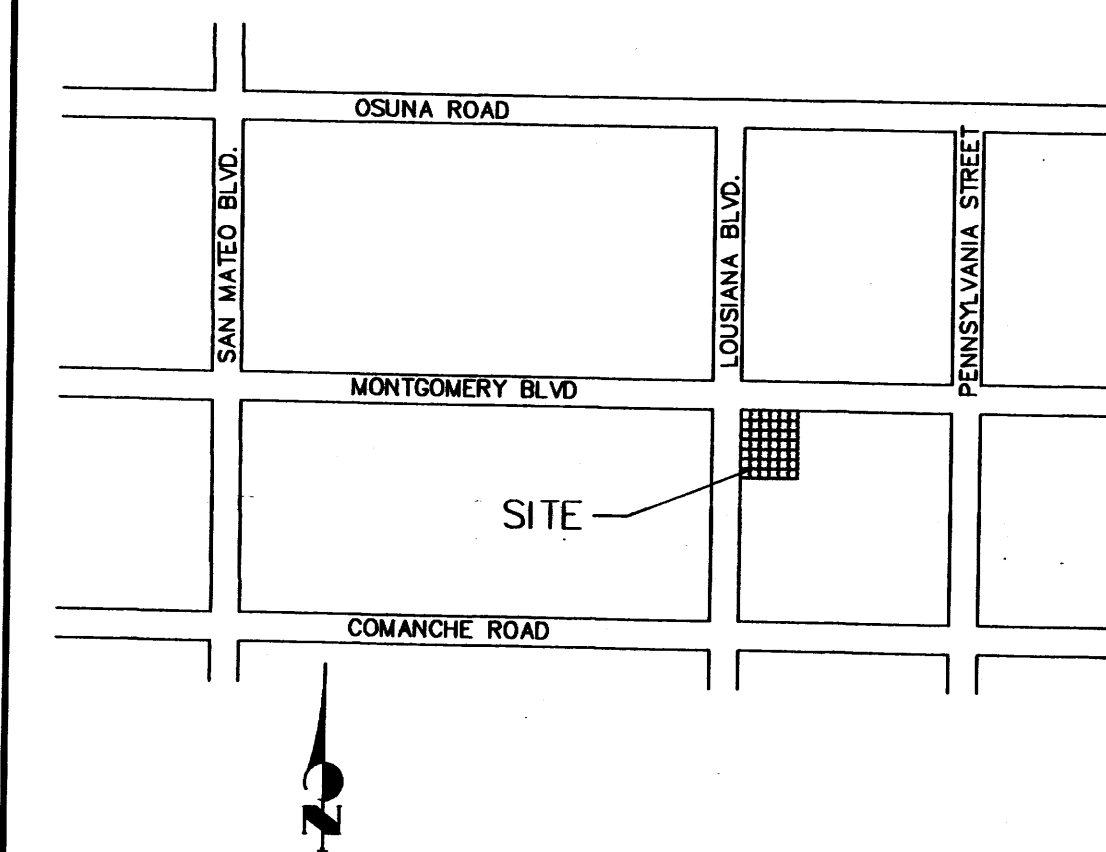 OSUNA ROAD
SAN MATEO BLVD.
LOUSIANA BLVD.
PENNSYLVANIA STREET
MONTGOMERY BLVD
SITE
COMANCHE ROAD
N